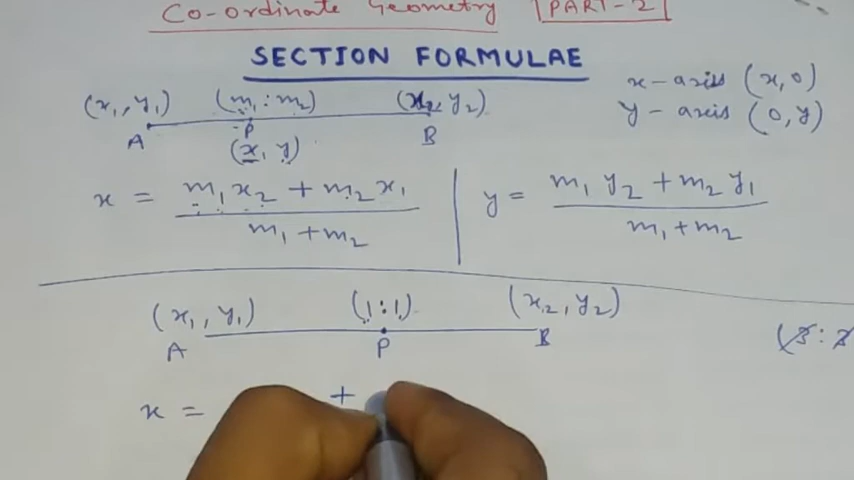 Co-ordinate Geometry PART-2
SECTION FORMULAE
(x₁, y₁) (m₁ : m₂) (x₂, y₂)
x-axis (x, 0)
A P B
y-axis (0, y)
(x, y)
x = m₁x₂ + m₂x₁ / m₁ + m₂
y = m₁y₂ + m₂y₁ / m₁ + m₂
(x₁, y₁) (1:1) (x₂, y₂)
A P B
x = +